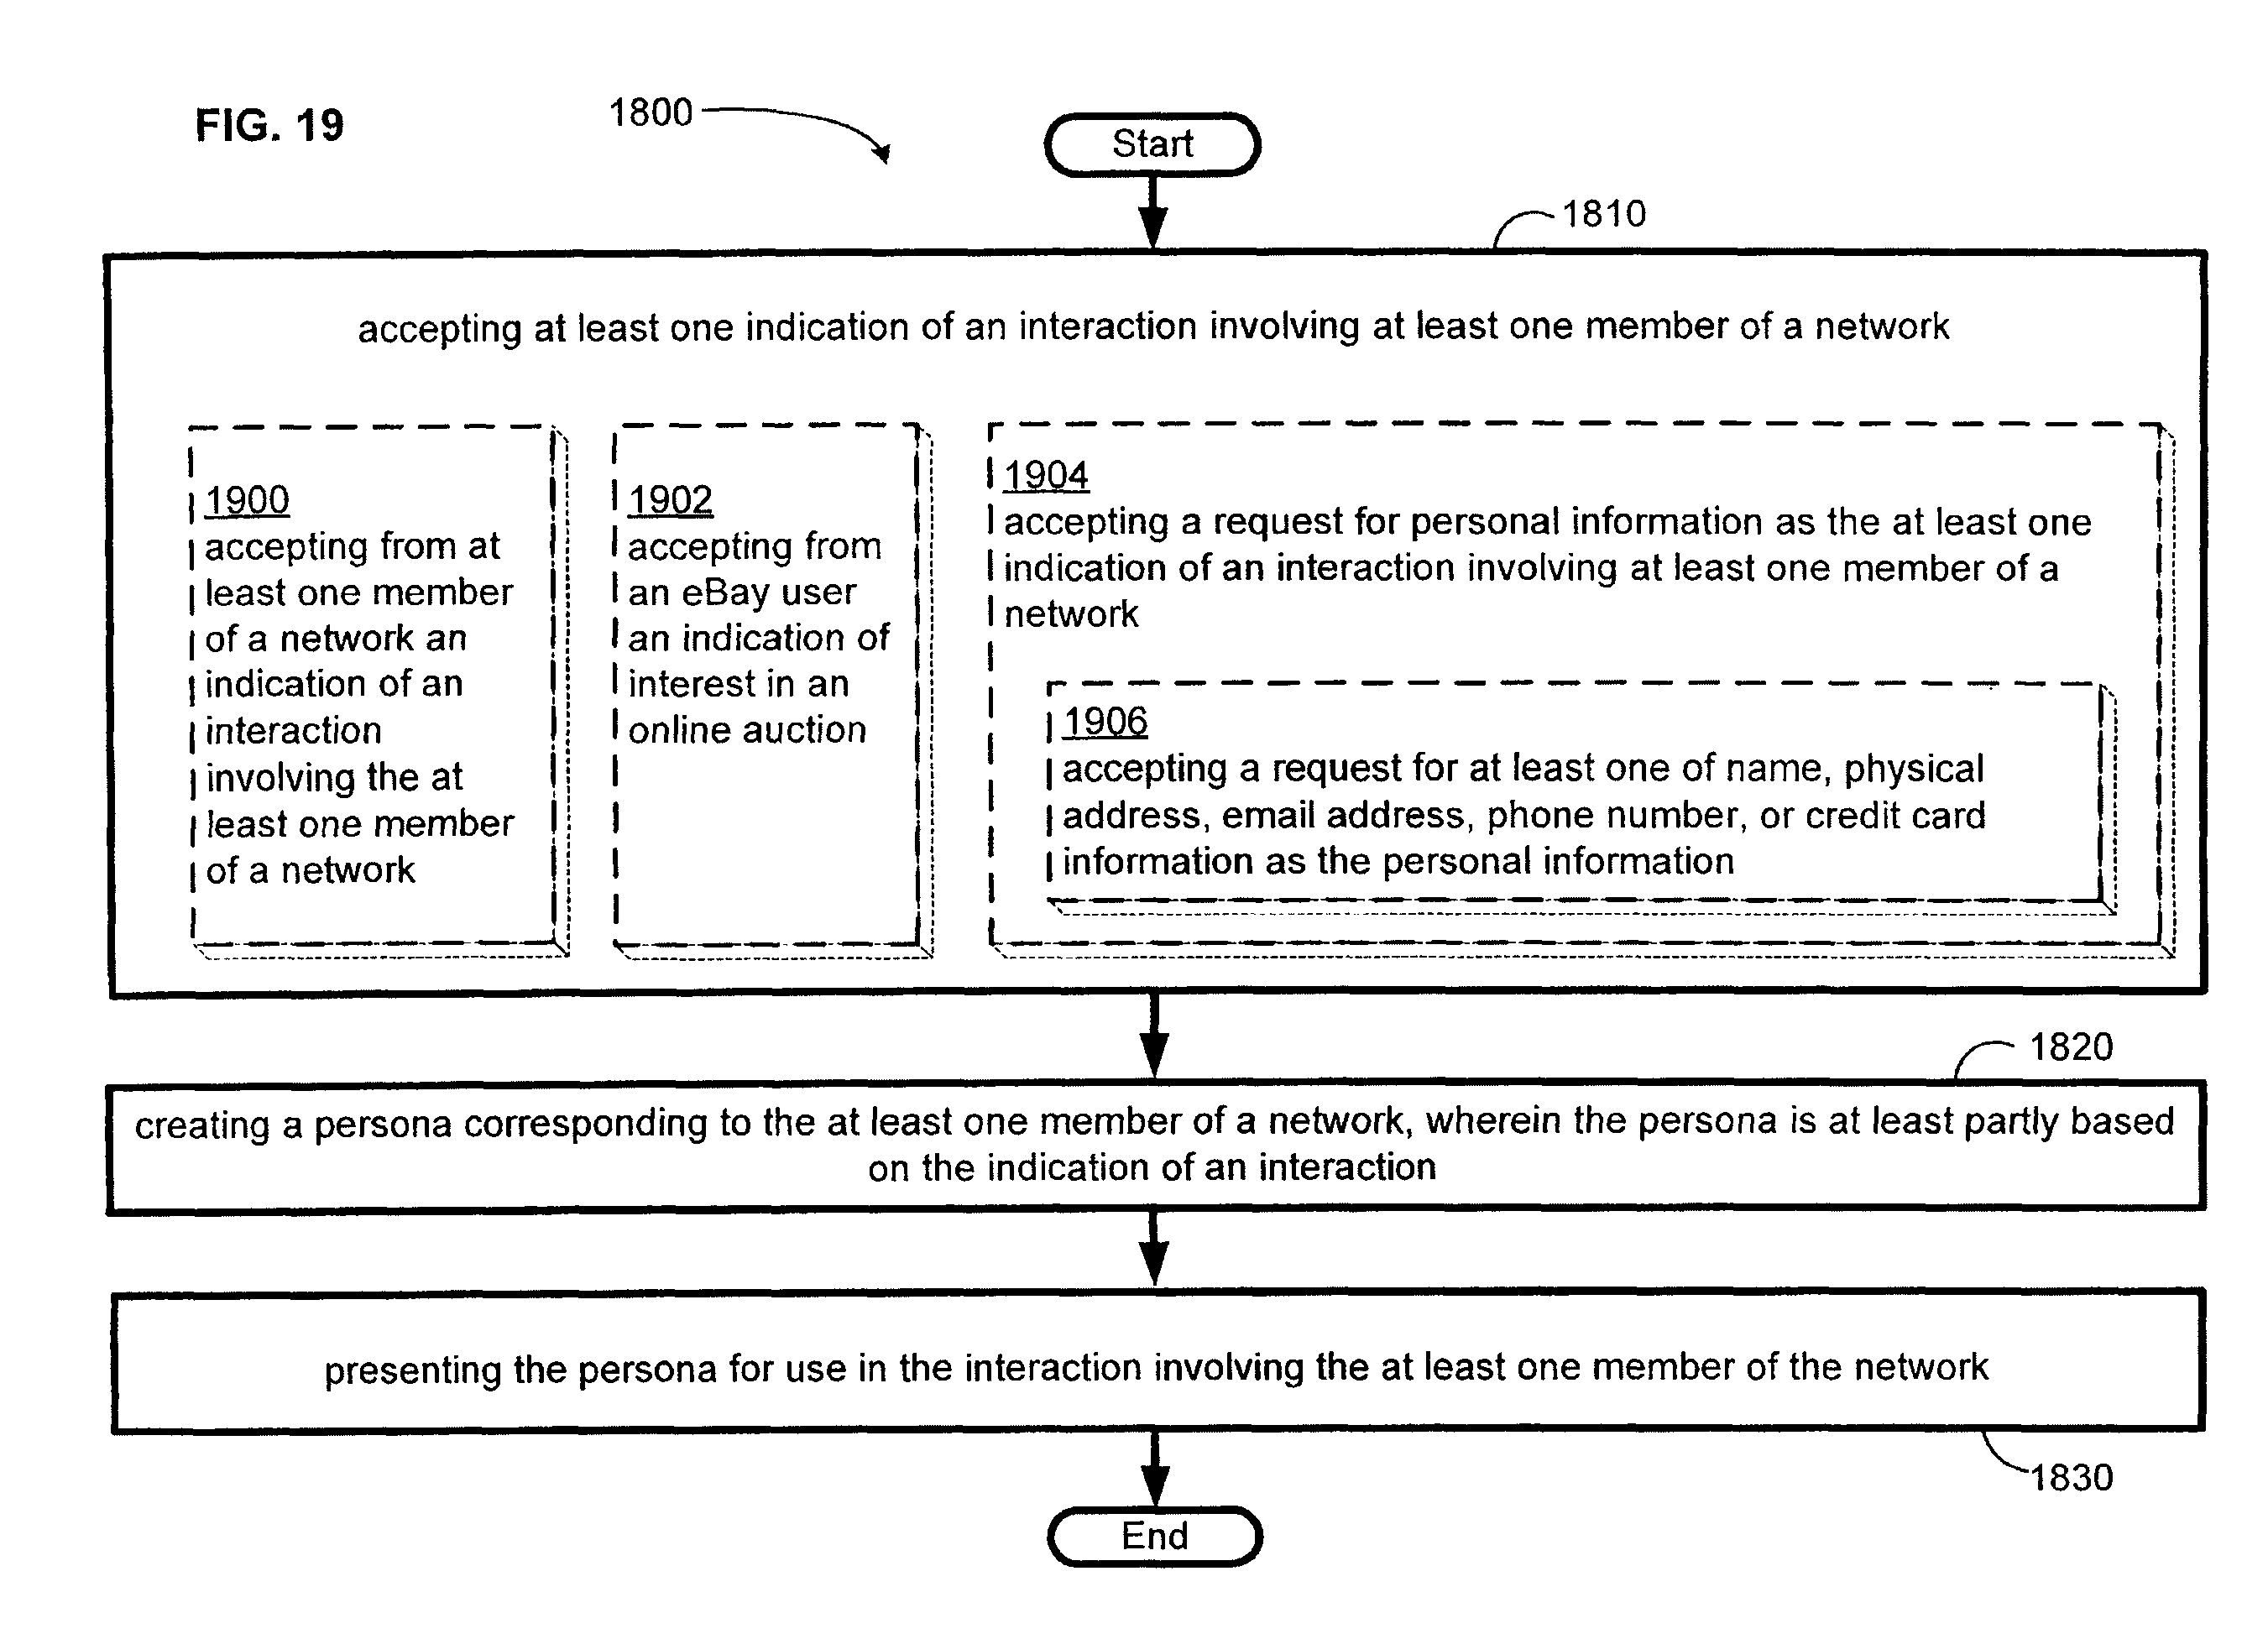 FIG. 19
1800
Start
1810
accepting at least one indication of an interaction involving at least one member of a network
1900
accepting from at
least one member
of a network an
indication of an
interaction
involving the at
least one member
of a network
1902
accepting from
an eBay user
an indication of
interest in an
online auction
1904
accepting a request for personal information as the at least one
indication of an interaction involving at least one member of a
network
1906
accepting a request for at least one of name, physical
address, email address, phone number, or credit card
information as the personal information
1820
creating a persona corresponding to the at least one member of a network, wherein the persona is at least partly based
on the indication of an interaction
presenting the persona for use in the interaction involving the at least one member of the network
1830
End